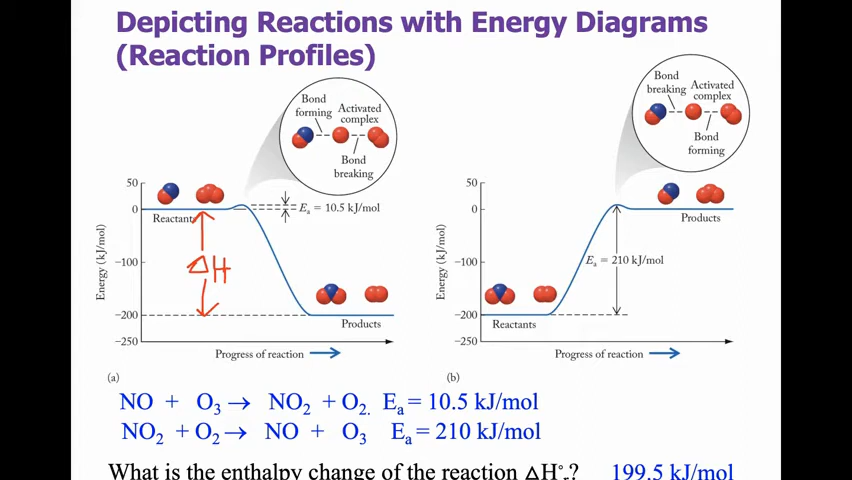 Depicting Reactions with Energy Diagrams
(Reaction Profiles)
Bond
forming
Activated
complex
Bond
breaking
50
0
−100
−200
−250
Energy (kJ/mol)
Reactants
Eₐ = 10.5 kJ/mol
ΔH
Products
Progress of reaction
(a)
Bond
breaking
Activated
complex
Bond
forming
50
0
−100
−200
−250
Energy (kJ/mol)
Products
Eₐ = 210 kJ/mol
Reactants
Progress of reaction
(b)
NO + O₃ → NO₂ + O₂. Eₐ = 10.5 kJ/mol
NO₂ + O₂ → NO + O₃ Eₐ = 210 kJ/mol
What is the enthalpy change of the reaction ΔH°ᵣ? 199.5 kJ/mol